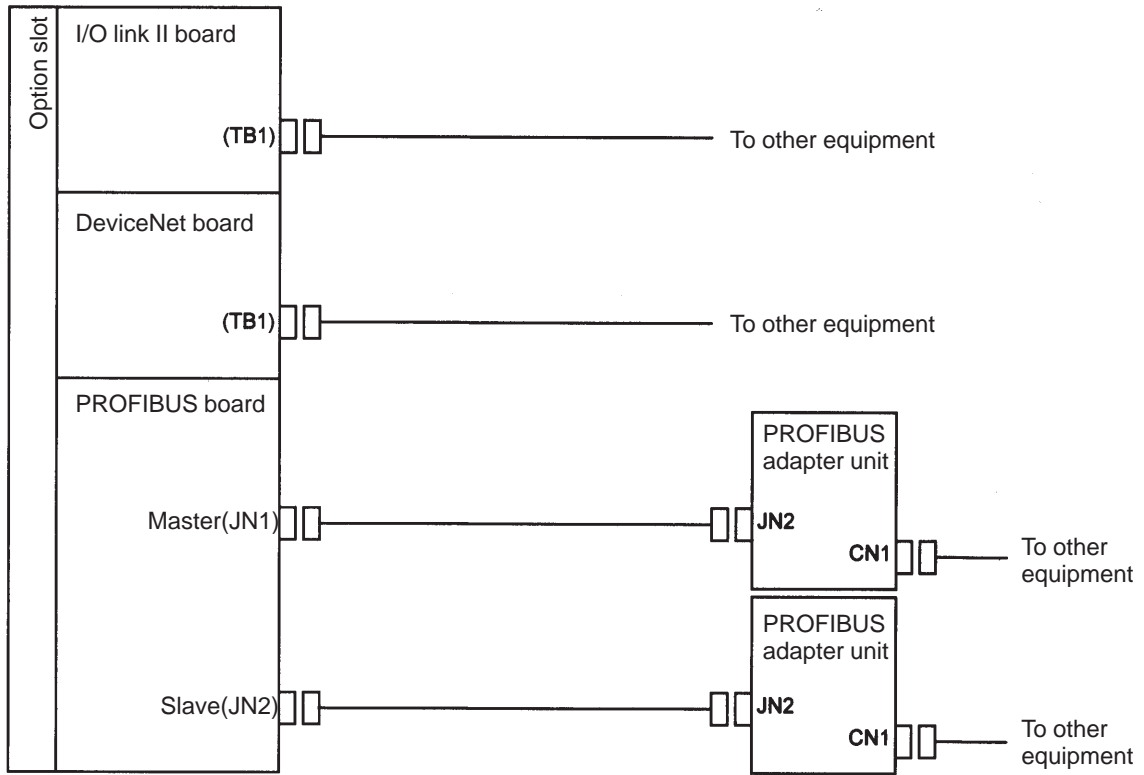 Option slot
I/O link II board
(TB1)
To other equipment
DeviceNet board
(TB1)
To other equipment
PROFIBUS board
PROFIBUS
adapter unit
Master(JN1)
JN2
CN1
To other
equipment
PROFIBUS
adapter unit
Slave(JN2)
JN2
CN1
To other
equipment